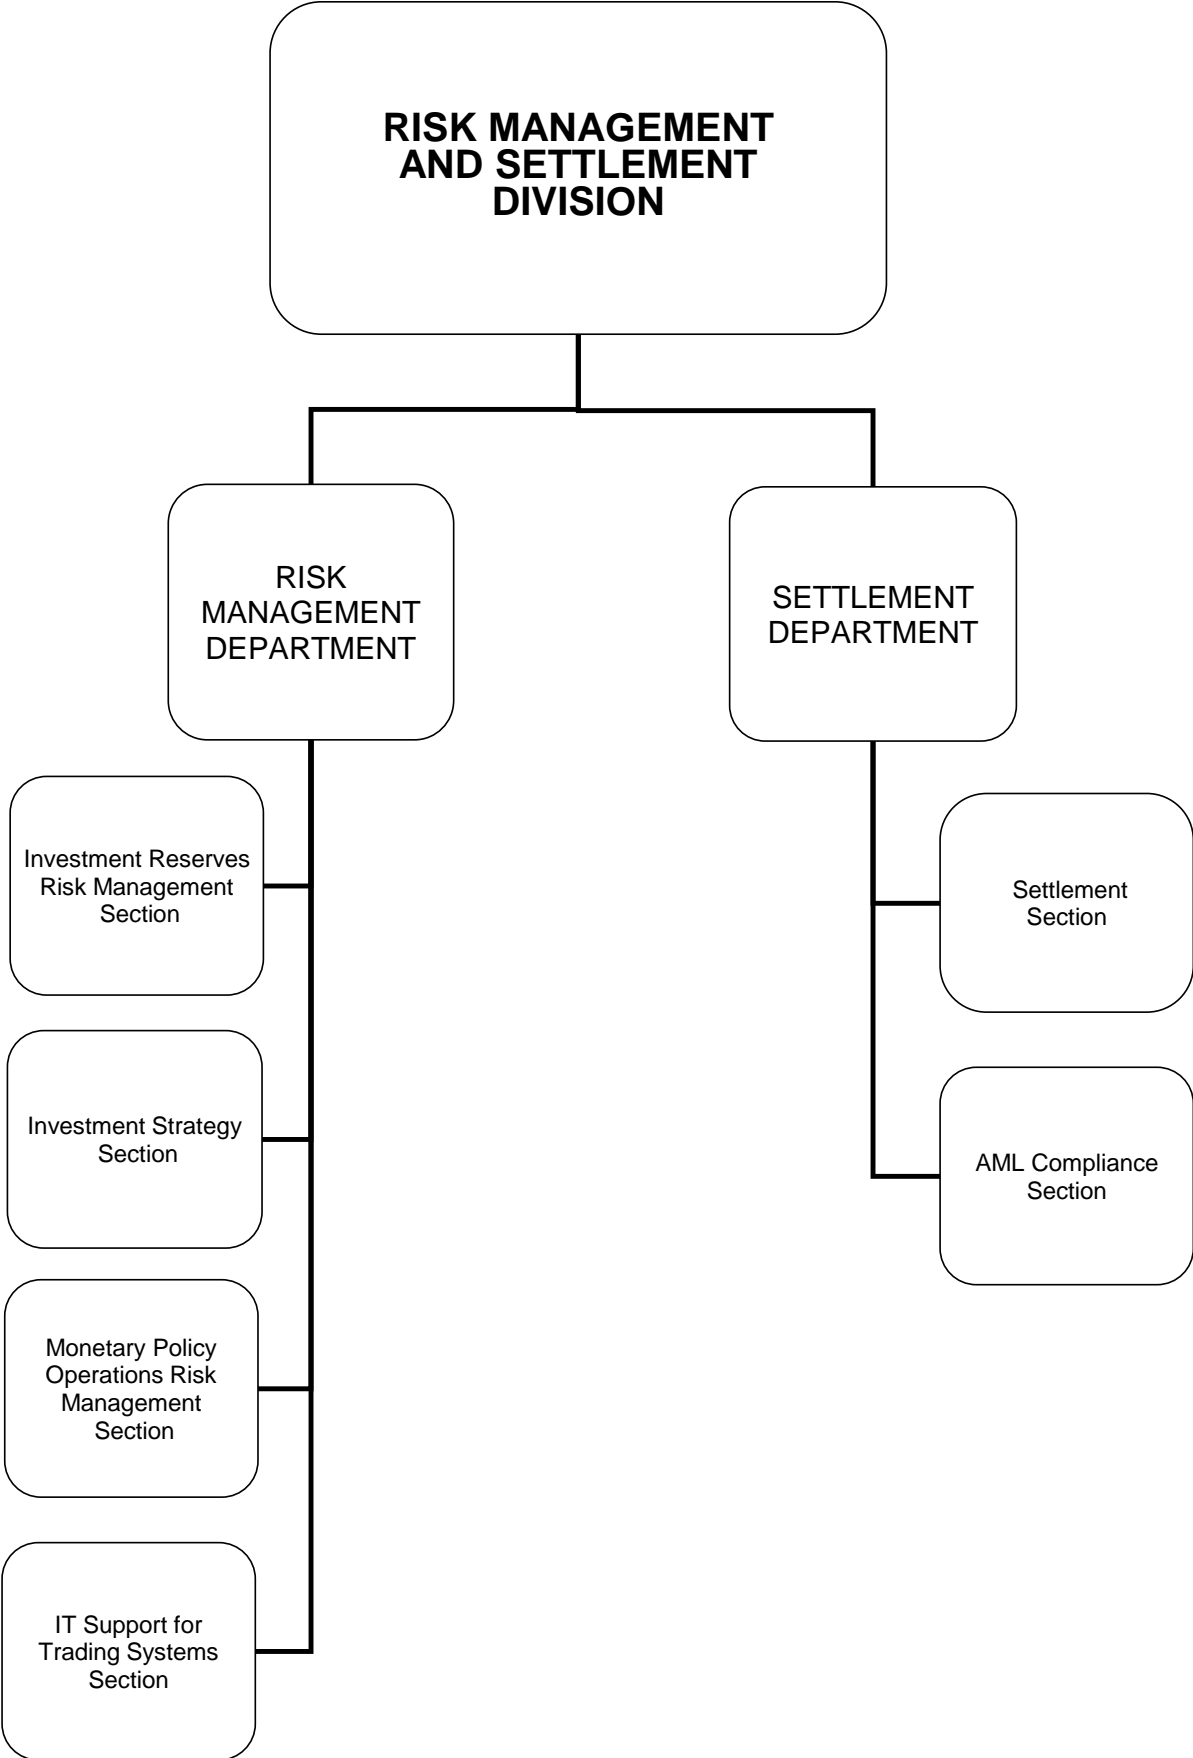 RISK MANAGEMENT
AND SETTLEMENT
DIVISION
RISK
MANAGEMENT
DEPARTMENT
SETTLEMENT
DEPARTMENT
Investment Reserves
Risk Management
Section
Investment Strategy
Section
Monetary Policy
Operations Risk
Management
Section
IT Support for
Trading Systems
Section
Settlement
Section
AML Compliance
Section